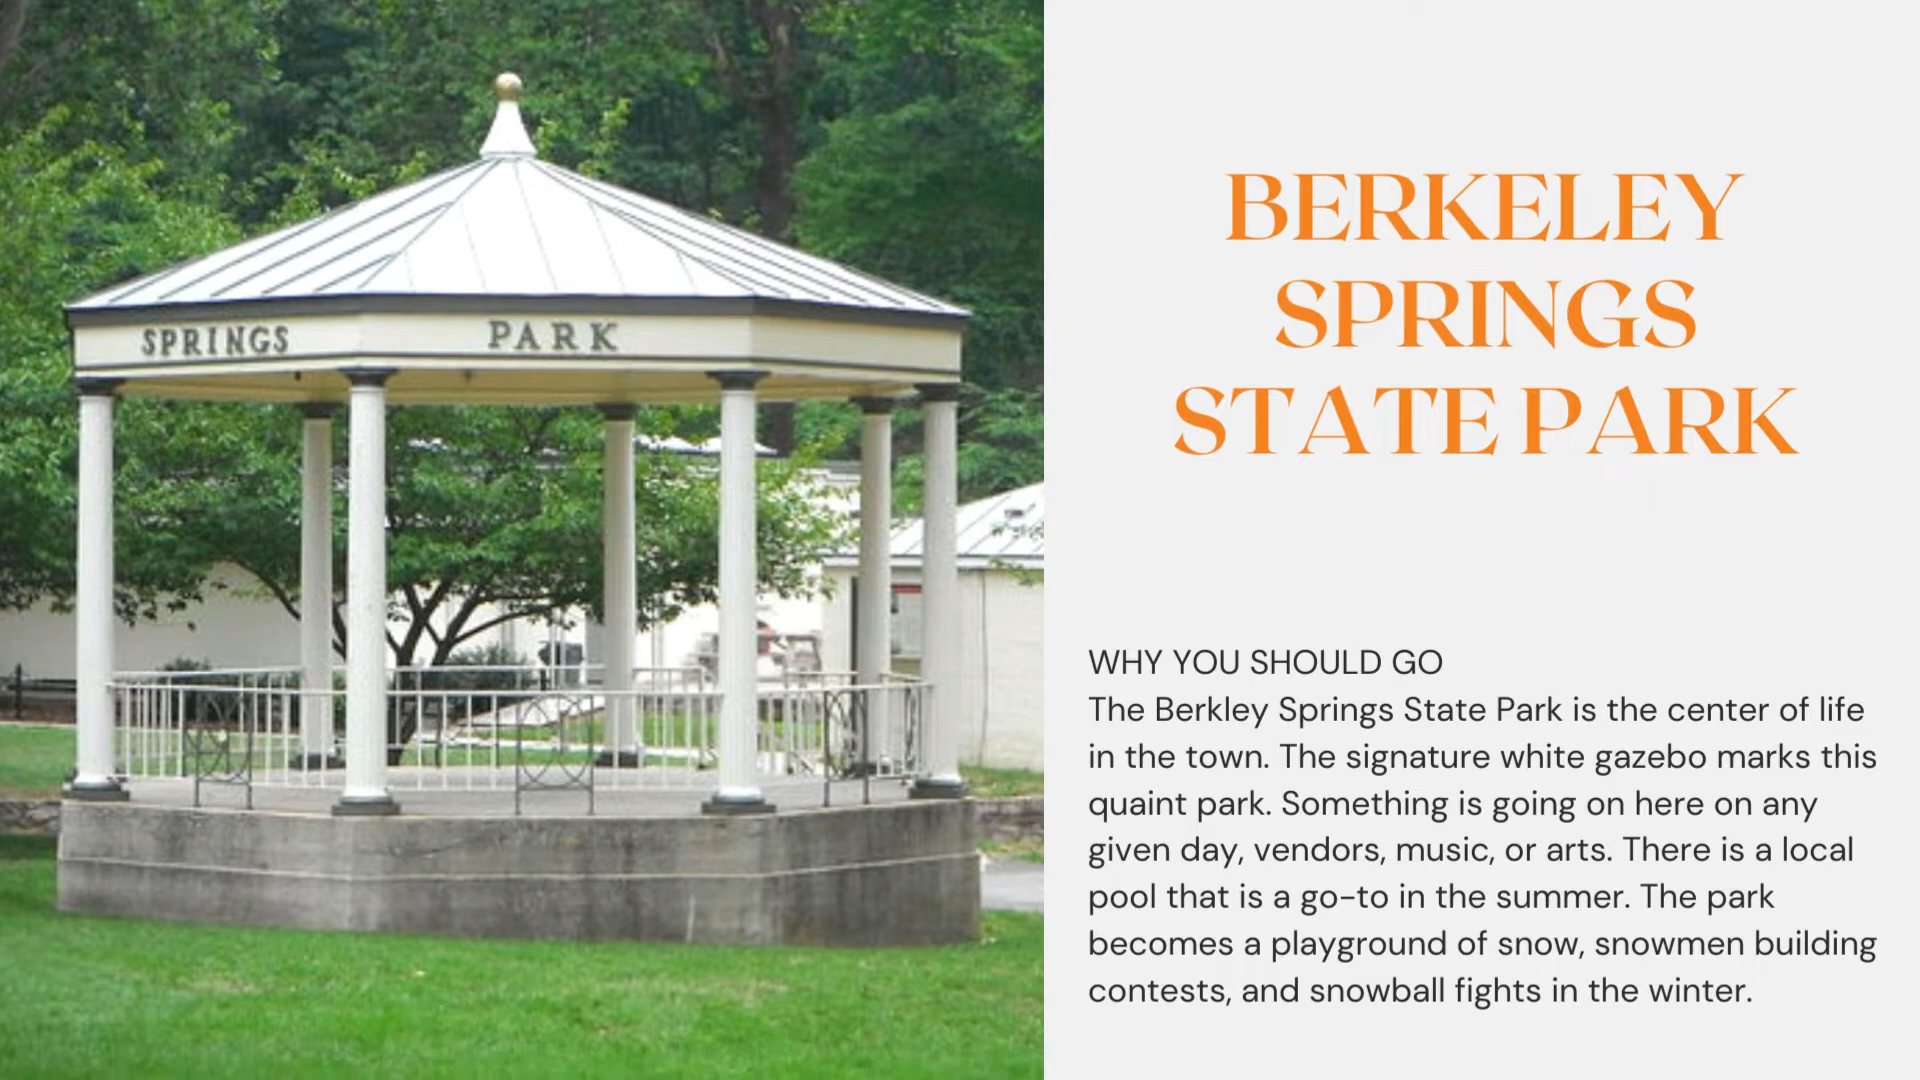 SPRINGS PARK
BERKELEY
SPRINGS
STATE PARK
WHY YOU SHOULD GO
The Berkley Springs State Park is the center of life
in the town. The signature white gazebo marks this
quaint park. Something is going on here on any
given day, vendors, music, or arts. There is a local
pool that is a go-to in the summer. The park
becomes a playground of snow, snowmen building
contests, and snowball fights in the winter.